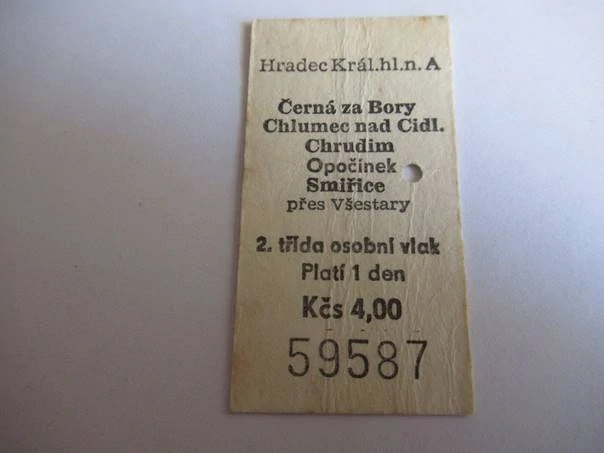 Hradec Král.hl.n. A
Černá za Bory
Chlumec nad Cidl.
Chrudim
Opočínek
Smiřice
přes Všestary
2. třída osobní vlak
Platí 1 den
Kčs 4,00
59587